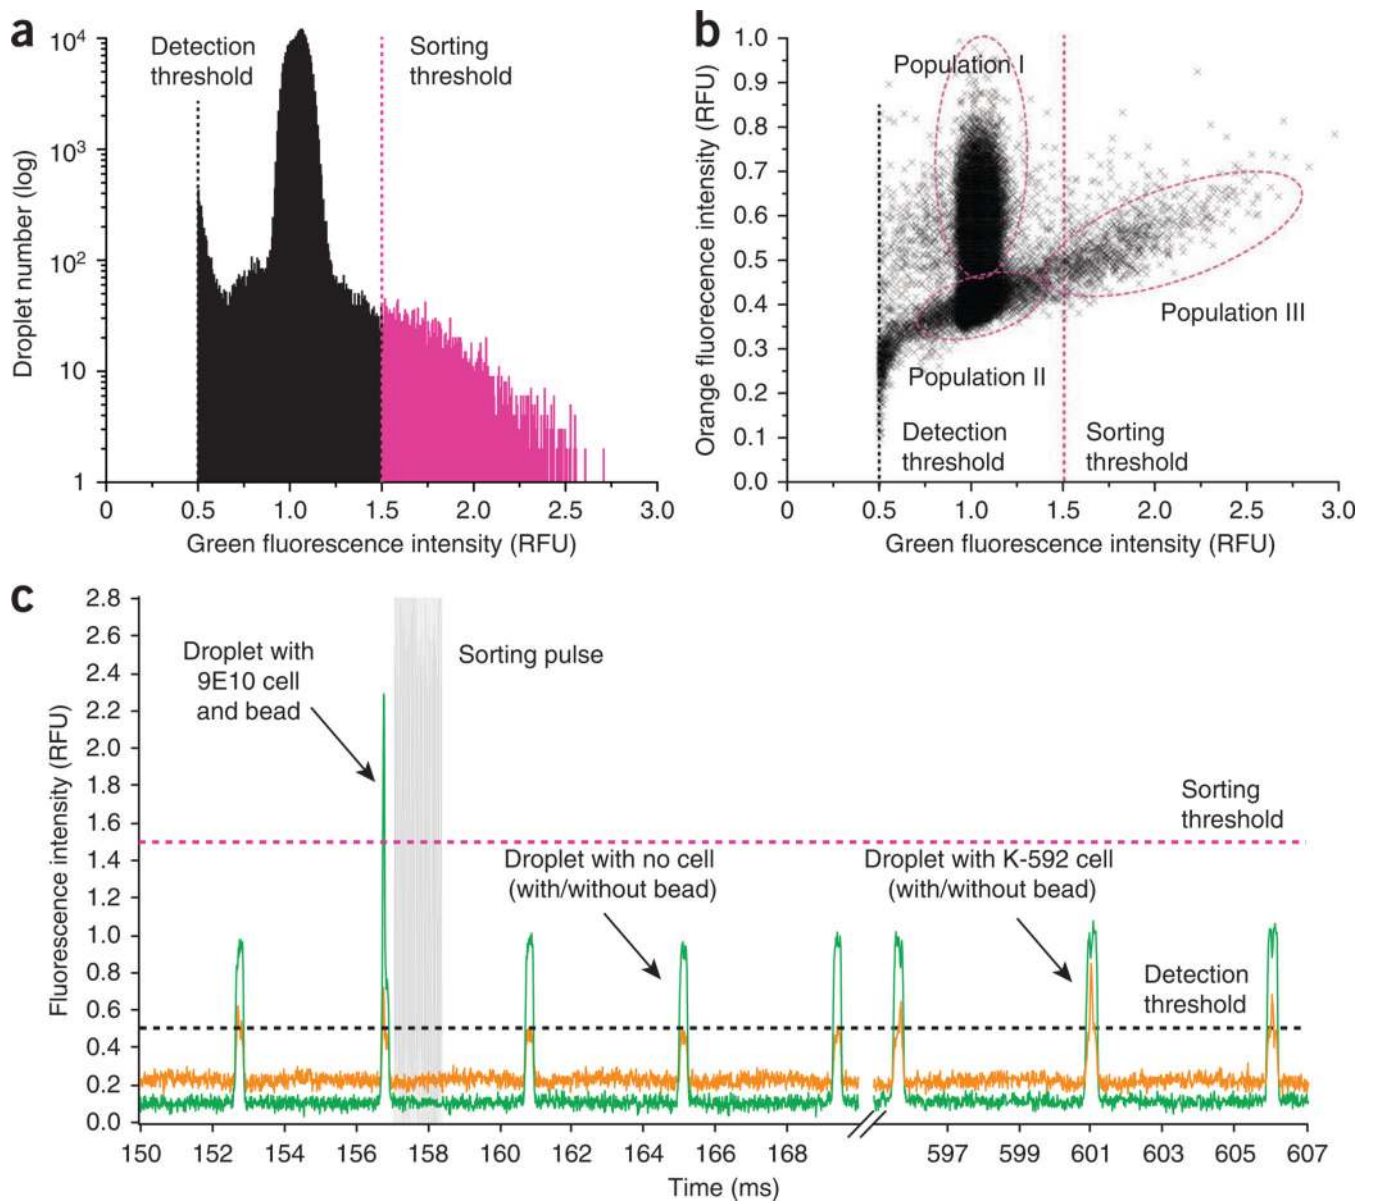 a
10⁴
10³
10²
10
1
Droplet number (log)
Detection
threshold
Sorting
threshold
0
0.5
1.0
1.5
2.0
2.5
3.0
Green fluorescence intensity (RFU)
b
1.0
0.9
0.8
0.7
0.6
0.5
0.4
0.3
0.2
0.1
0.0
Orange fluorecence intensity (RFU)
Population I
Population III
Population II
Detection
threshold
Sorting
threshold
0
0.5
1.0
1.5
2.0
2.5
3.0
Green fluorescence intensity (RFU)
c
2.8
2.6
2.4
2.2
2.0
1.8
1.6
1.4
1.2
1.0
0.8
0.6
0.4
0.2
0.0
Fluorescence intensity (RFU)
Droplet with
9E10 cell
and bead
Sorting pulse
Sorting
threshold
Droplet with no cell
(with/without bead)
Droplet with K-592 cell
(with/without bead)
Detection
threshold
150
152
154
156
158
160
162
164
166
168
597
599
601
603
605
607
Time (ms)